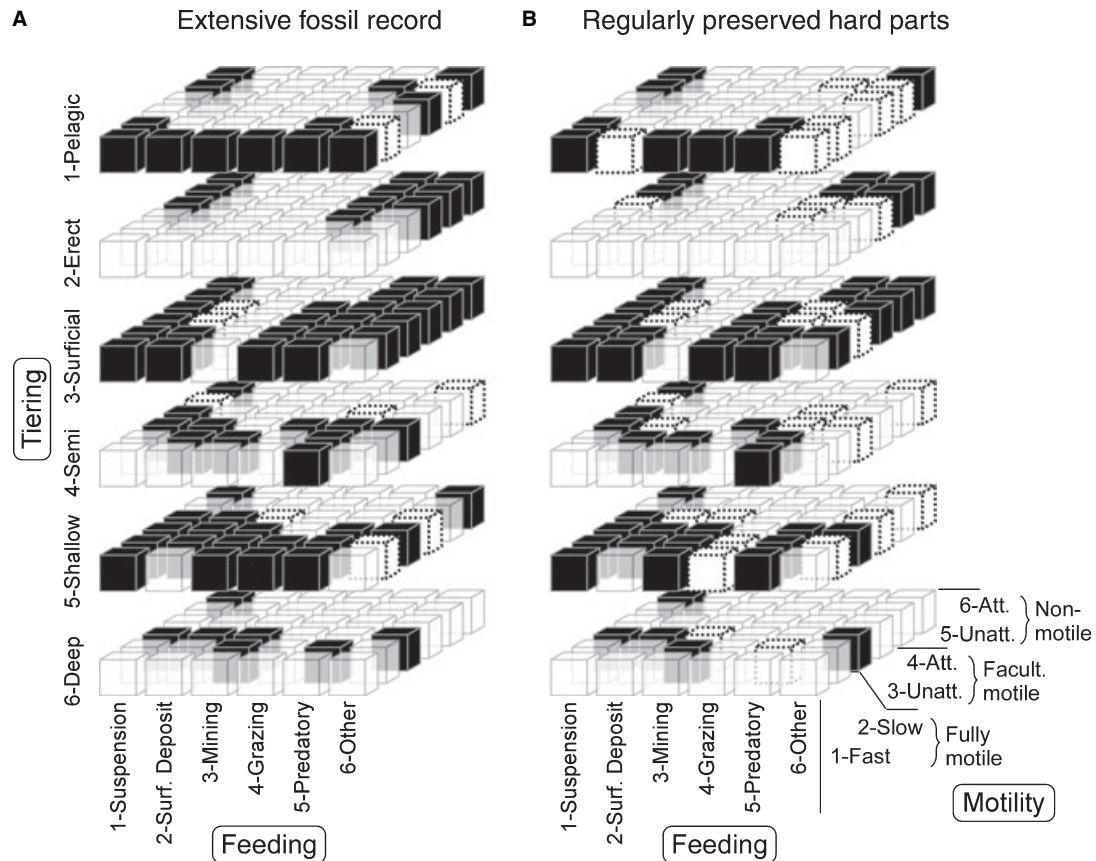 A Extensive fossil record
B Regularly preserved hard parts
Tiering
1-Pelagic
2-Erect
3-Surficial
4-Semi
5-Shallow
6-Deep
6-Att.
5-Unatt.
Non-
motile
4-Att.
3-Unatt.
Facult.
motile
2-Slow
1-Fast
Fully
motile
Motility
1-Suspension
2-Surf. Deposit
3-Mining
4-Grazing
5-Predatory
6-Other
Feeding
1-Suspension
2-Surf. Deposit
3-Mining
4-Grazing
5-Predatory
6-Other
Feeding